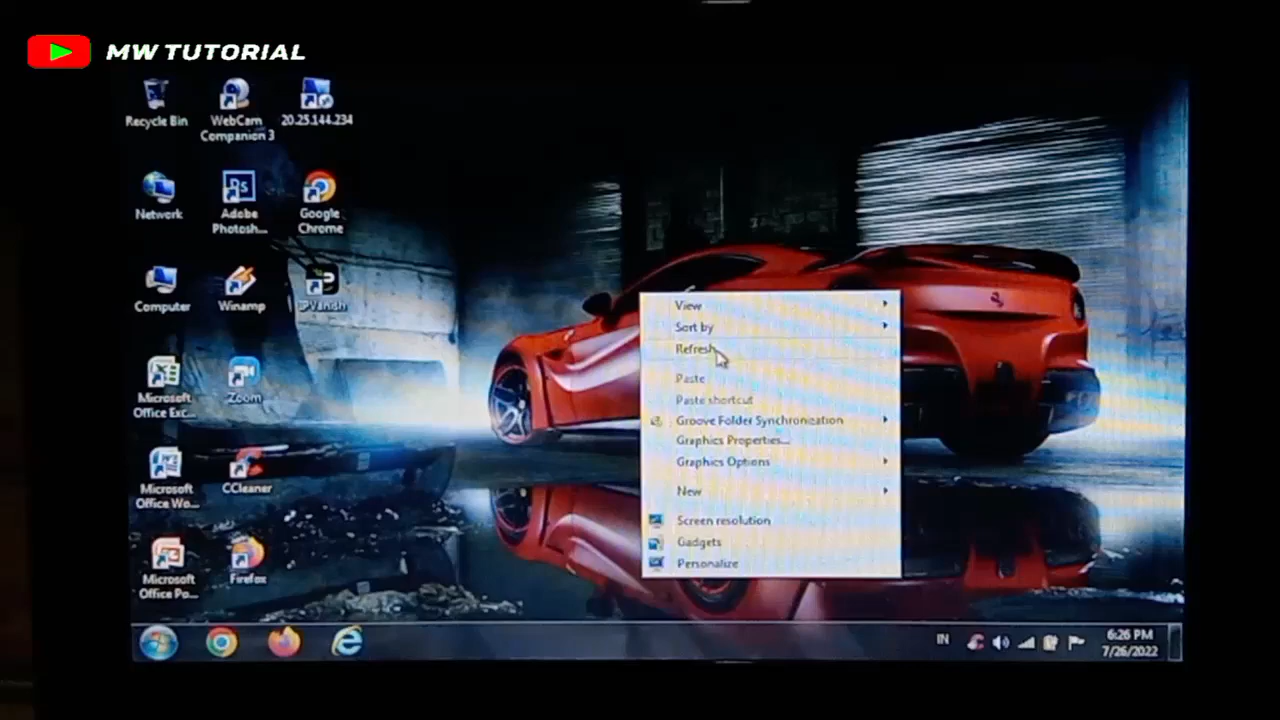 MW TUTORIAL
Recycle Bin
WebCam
Companion 3
20.25.144.234
Network
Adobe
Photosh...
Google
Chrome
Computer
Winamp
IPVanish
Microsoft
Office Exc...
Zoom
Microsoft
Office Wo...
CCleaner
Microsoft
Office Po...
Firefox
View
Sort by
Refresh
Paste
Paste shortcut
Groove Folder Synchronization
Graphics Properties...
Graphics Options
New
Screen resolution
Gadgets
Personalize
IN
6:26 PM
7/26/2022